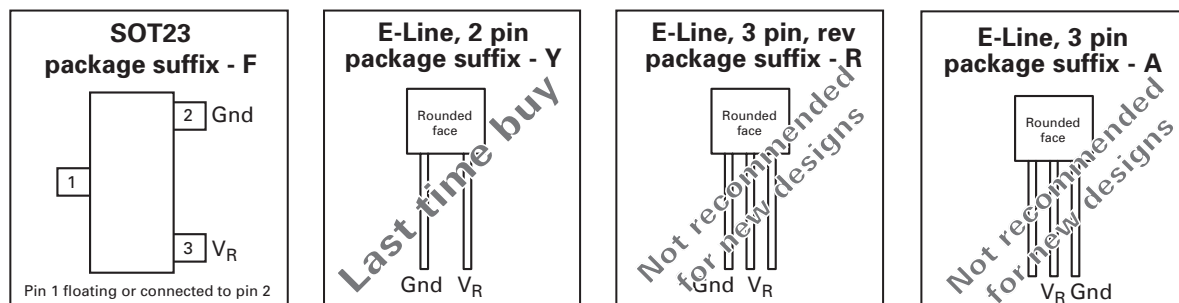 SOT23
package suffix - F
2 Gnd
1
3 VR
Pin 1 floating or connected to pin 2
E-Line, 2 pin
package suffix - Y
Rounded
face
Last time buy
Gnd VR
E-Line, 3 pin, rev
package suffix - R
Rounded
face
Not recommended
for new designs
Gnd VR
E-Line, 3 pin
package suffix - A
Rounded
face
Not recommended
for new designs
VR Gnd